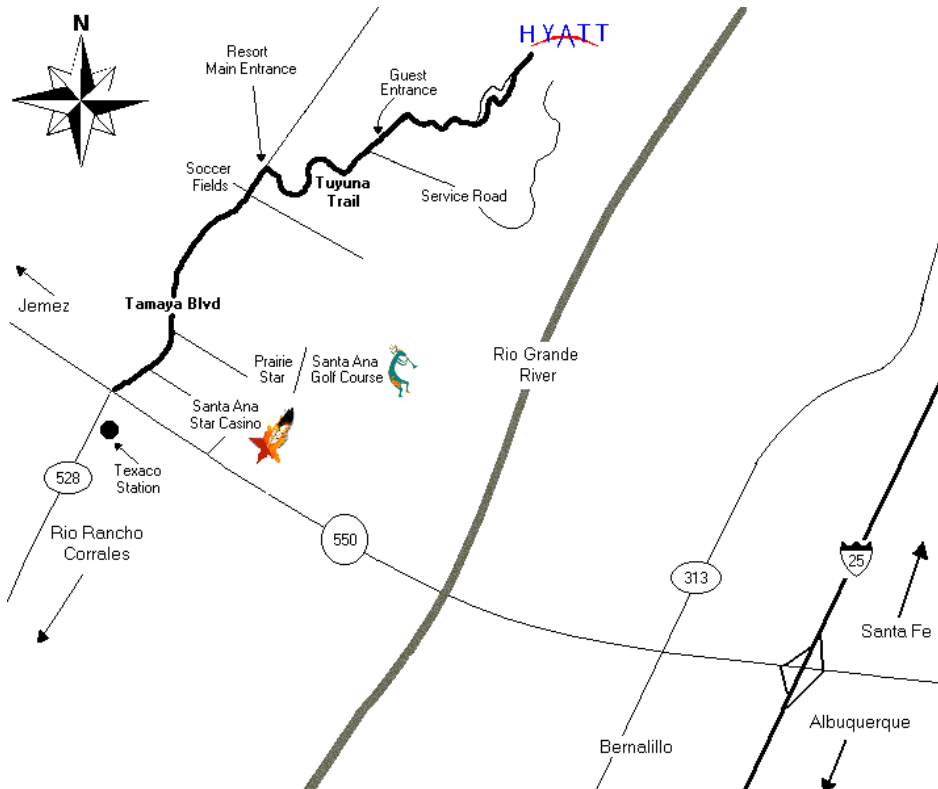 N
HYATT
Resort
Main Entrance
Guest
Entrance
Soccer
Fields
Tuyuna
Trail
Service Road
Jemez
Tamaya Blvd
Prairie
Star
Santa Ana
Golf Course
Rio Grande
River
Santa Ana
Star Casino
Texaco
Station
528
Rio Rancho
Corrales
550
313
25
Santa Fe
Albuquerque
Bernalillo